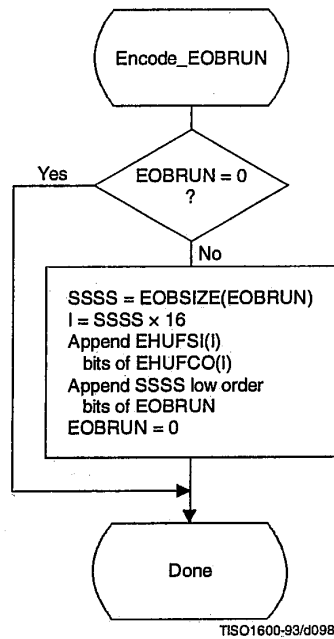 Encode_EOBRUN
EOBRUN = 0
?
Yes
No
SSSS = EOBSIZE(EOBRUN)
I = SSSS × 16
Append EHUFSI(I)
bits of EHUFCO(I)
Append SSSS low order
bits of EOBRUN
EOBRUN = 0
Done
TISO1600-93/d098